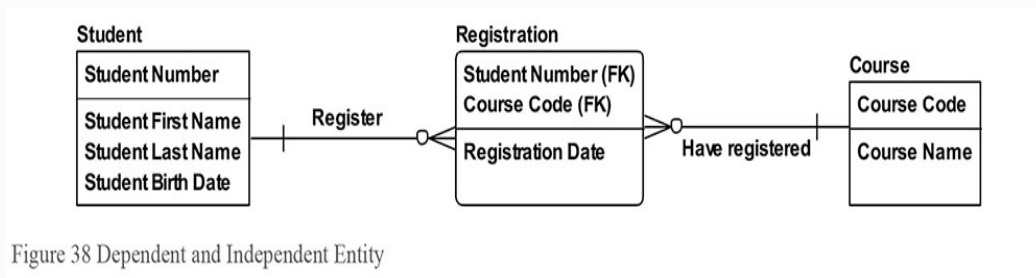 Student
Student Number
Student First Name
Student Last Name
Student Birth Date
Register
Registration
Student Number (FK)
Course Code (FK)
Registration Date
Have registered
Course
Course Code
Course Name
Figure 38 Dependent and Independent Entity